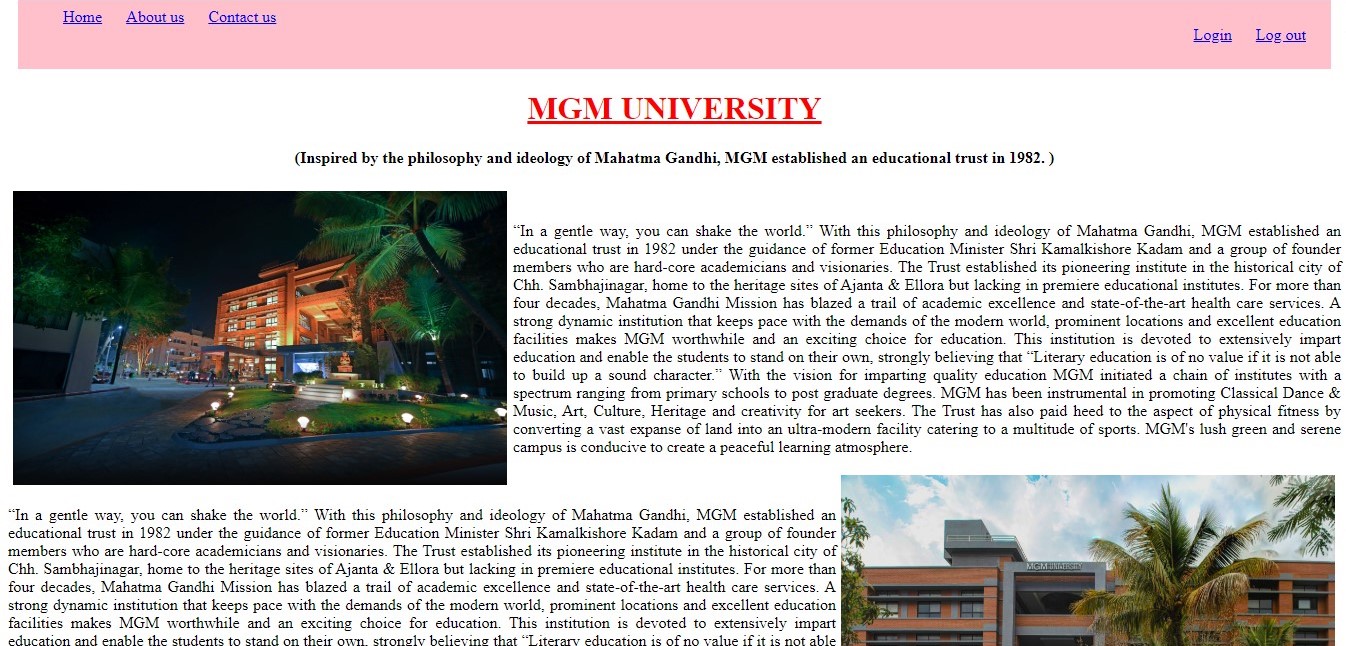 Home About us Contact us
Login Log out
MGM UNIVERSITY
(Inspired by the philosophy and ideology of Mahatma Gandhi, MGM established an educational trust in 1982. )
“In a gentle way, you can shake the world.” With this philosophy and ideology of Mahatma Gandhi, MGM established an
educational trust in 1982 under the guidance of former Education Minister Shri Kamalkishore Kadam and a group of founder
members who are hard-core academicians and visionaries. The Trust established its pioneering institute in the historical city of
Chh. Sambhajinagar, home to the heritage sites of Ajanta & Ellora but lacking in premiere educational institutes. For more than
four decades, Mahatma Gandhi Mission has blazed a trail of academic excellence and state-of-the-art health care services. A
strong dynamic institution that keeps pace with the demands of the modern world, prominent locations and excellent education
facilities makes MGM worthwhile and an exciting choice for education. This institution is devoted to extensively impart
education and enable the students to stand on their own, strongly believing that “Literary education is of no value if it is not able
to build up a sound character.” With the vision for imparting quality education MGM initiated a chain of institutes with a
spectrum ranging from primary schools to post graduate degrees. MGM has been instrumental in promoting Classical Dance &
Music, Art, Culture, Heritage and creativity for art seekers. The Trust has also paid heed to the aspect of physical fitness by
converting a vast expanse of land into an ultra-modern facility catering to a multitude of sports. MGM's lush green and serene
campus is conducive to create a peaceful learning atmosphere.
“In a gentle way, you can shake the world.” With this philosophy and ideology of Mahatma Gandhi, MGM established an
educational trust in 1982 under the guidance of former Education Minister Shri Kamalkishore Kadam and a group of founder
members who are hard-core academicians and visionaries. The Trust established its pioneering institute in the historical city of
Chh. Sambhajinagar, home to the heritage sites of Ajanta & Ellora but lacking in premiere educational institutes. For more than
four decades, Mahatma Gandhi Mission has blazed a trail of academic excellence and state-of-the-art health care services. A
strong dynamic institution that keeps pace with the demands of the modern world, prominent locations and excellent education
facilities makes MGM worthwhile and an exciting choice for education. This institution is devoted to extensively impart
education and enable the students to stand on their own, strongly believing that “Literary education is of no value if it is not able
MGM UNIVERSITY